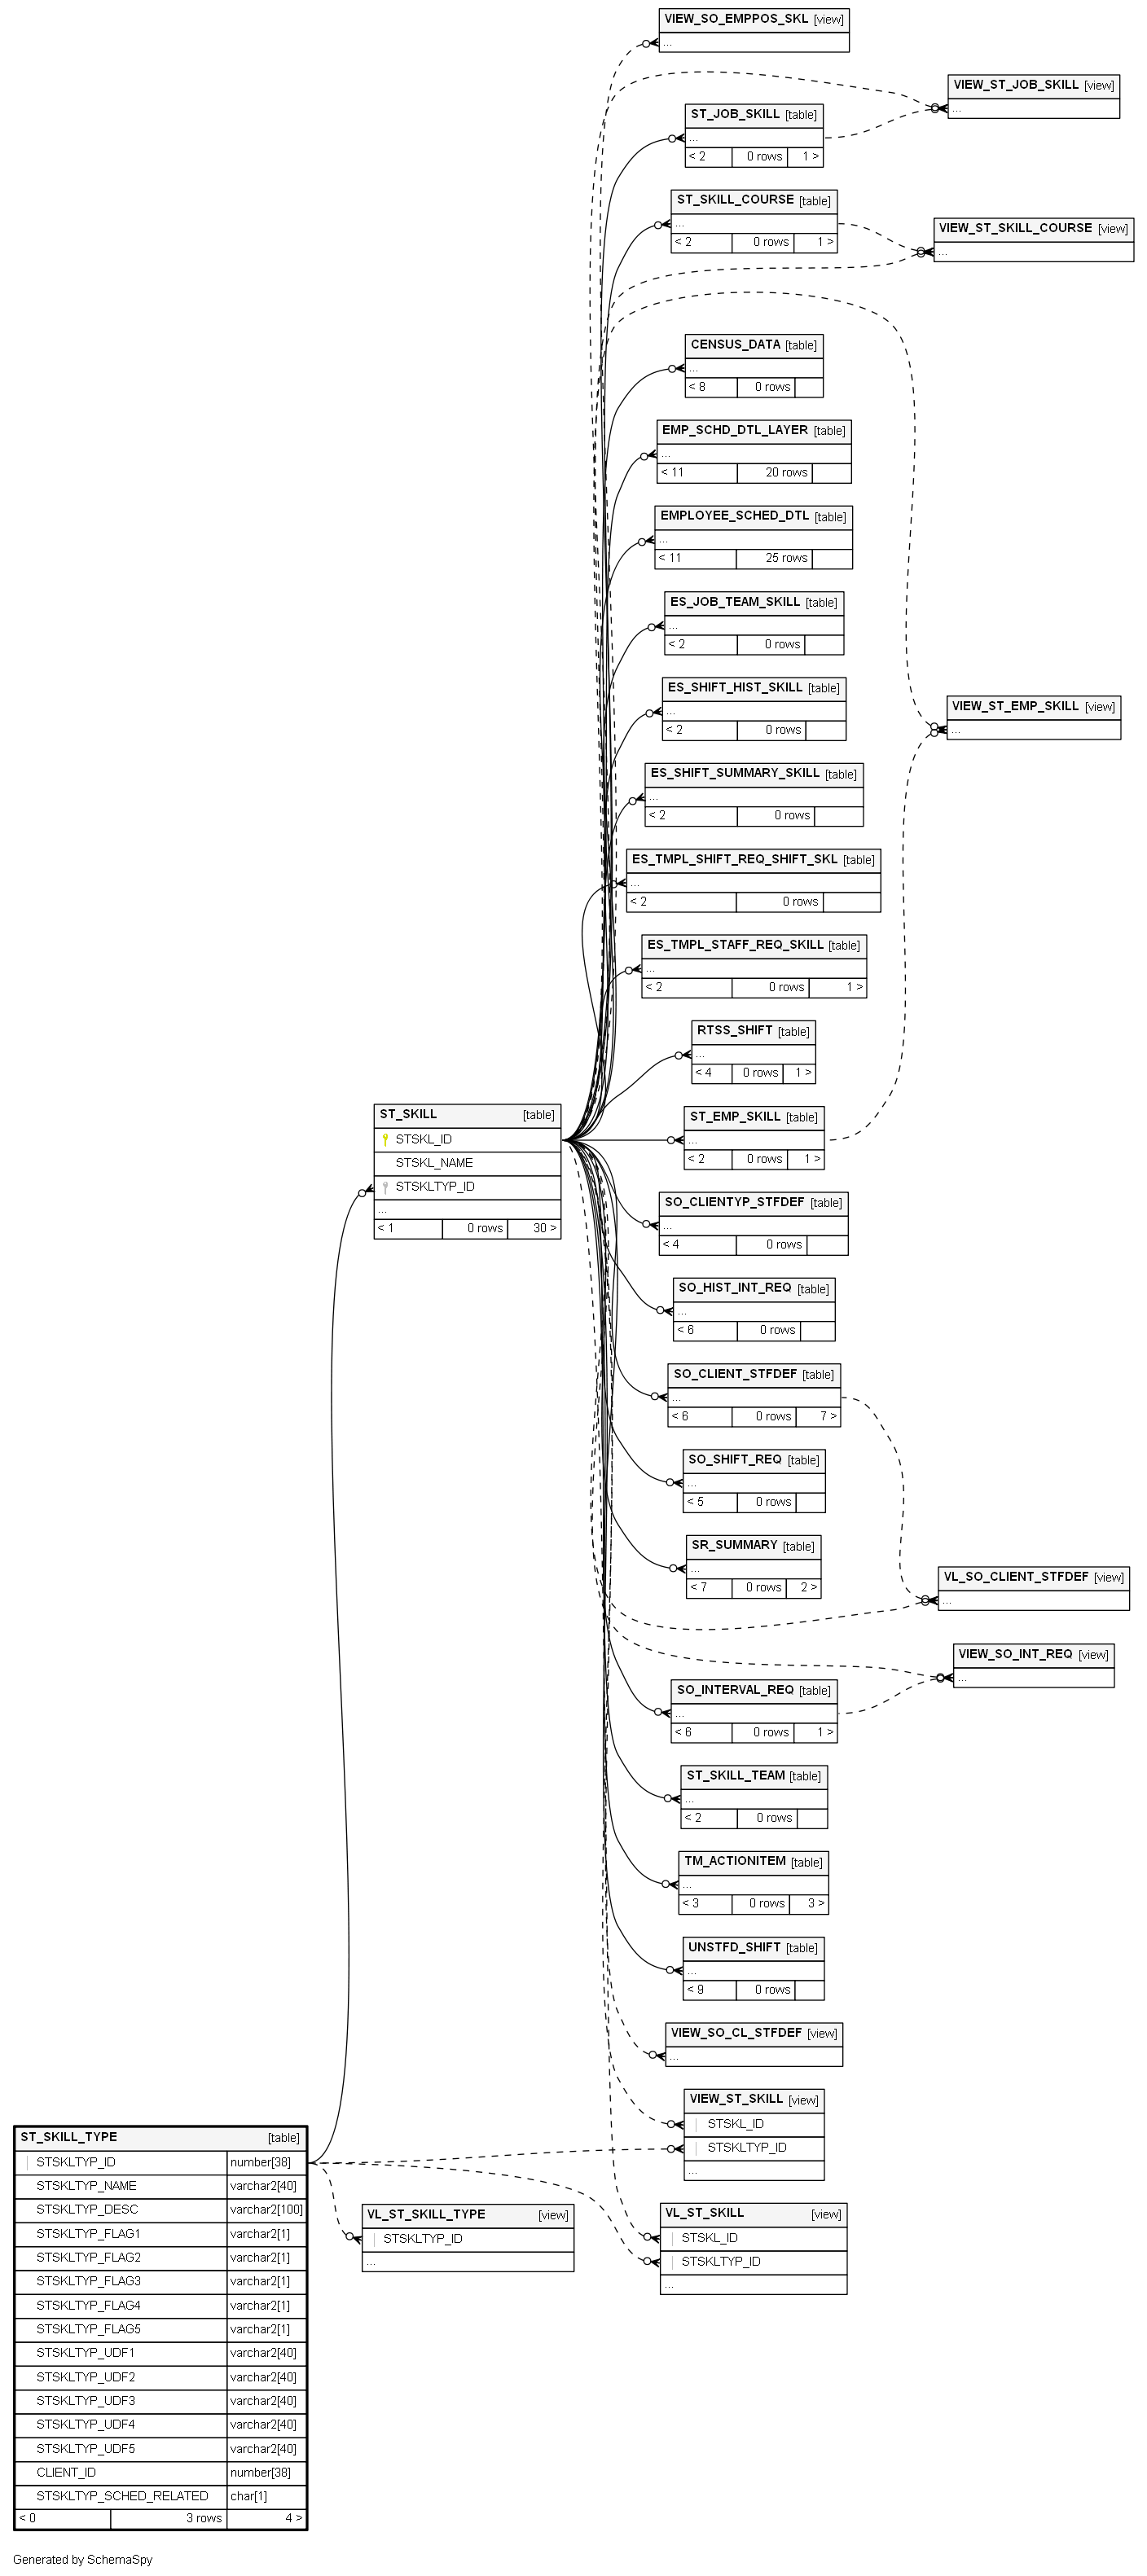 VIEW_SO_EMPPOS_SKL [view]
...
VIEW_ST_JOB_SKILL [view]
...
ST_JOB_SKILL [table]
...
< 2 0 rows 1 >
ST_SKILL_COURSE [table]
...
< 2 0 rows 1 >
VIEW_ST_SKILL_COURSE [view]
...
CENSUS_DATA [table]
...
< 8 0 rows
EMP_SCHD_DTL_LAYER [table]
...
< 11 20 rows
EMPLOYEE_SCHED_DTL [table]
...
< 11 25 rows
ES_JOB_TEAM_SKILL [table]
...
< 2 0 rows
ES_SHIFT_HIST_SKILL [table]
...
< 2 0 rows
VIEW_ST_EMP_SKILL [view]
...
ES_SHIFT_SUMMARY_SKILL [table]
...
< 2 0 rows
ES_TMPL_SHIFT_REQ_SHIFT_SKL [table]
...
< 2 0 rows
ES_TMPL_STAFF_REQ_SKILL [table]
...
< 2 0 rows 1 >
RTSS_SHIFT [table]
...
< 4 0 rows 1 >
ST_SKILL [table]
STSKL_ID
STSKL_NAME
STSKLTYP_ID
...
< 1 0 rows 30 >
ST_EMP_SKILL [table]
...
< 2 0 rows 1 >
SO_CLIENTYP_STFDEF [table]
...
< 4 0 rows
SO_HIST_INT_REQ [table]
...
< 6 0 rows
SO_CLIENT_STFDEF [table]
...
< 6 0 rows 7 >
SO_SHIFT_REQ [table]
...
< 5 0 rows
SR_SUMMARY [table]
...
< 7 0 rows 2 >
VL_SO_CLIENT_STFDEF [view]
...
VIEW_SO_INT_REQ [view]
...
SO_INTERVAL_REQ [table]
...
< 6 0 rows 1 >
ST_SKILL_TEAM [table]
...
< 2 0 rows
TM_ACTIONITEM [table]
...
< 3 0 rows 3 >
UNSTFD_SHIFT [table]
...
< 9 0 rows
VIEW_SO_CL_STFDEF [view]
...
VIEW_ST_SKILL [view]
STSKL_ID
STSKLTYP_ID
...
ST_SKILL_TYPE [table]
STSKLTYP_ID number[38]
STSKLTYP_NAME varchar2[40]
STSKLTYP_DESC varchar2[100]
STSKLTYP_FLAG1 varchar2[1]
STSKLTYP_FLAG2 varchar2[1]
STSKLTYP_FLAG3 varchar2[1]
STSKLTYP_FLAG4 varchar2[1]
STSKLTYP_FLAG5 varchar2[1]
STSKLTYP_UDF1 varchar2[40]
STSKLTYP_UDF2 varchar2[40]
STSKLTYP_UDF3 varchar2[40]
STSKLTYP_UDF4 varchar2[40]
STSKLTYP_UDF5 varchar2[40]
CLIENT_ID number[38]
STSKLTYP_SCHED_RELATED char[1]
< 0 3 rows 4 >
VL_ST_SKILL_TYPE [view]
STSKLTYP_ID
...
VL_ST_SKILL [view]
STSKL_ID
STSKLTYP_ID
...
Generated by SchemaSpy